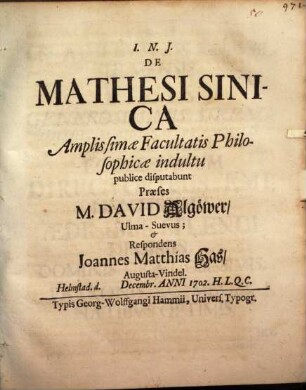 I. N. J.
DE
MATHESI SINI-
CA
Amplissimæ Facultatis Philo-
sophicæ indultu
publice disputabunt
Præses
M. DAVID Algöwer/
Ulma-Suevus;
&
Respondens
Joannes Matthias Has/
Augusta-Vindel.
Helmstad. d. Decembr. ANNI 1702. H. L. Q. C.
Typis Georg-Wolffgangi Hammii, Univers. Typogr.